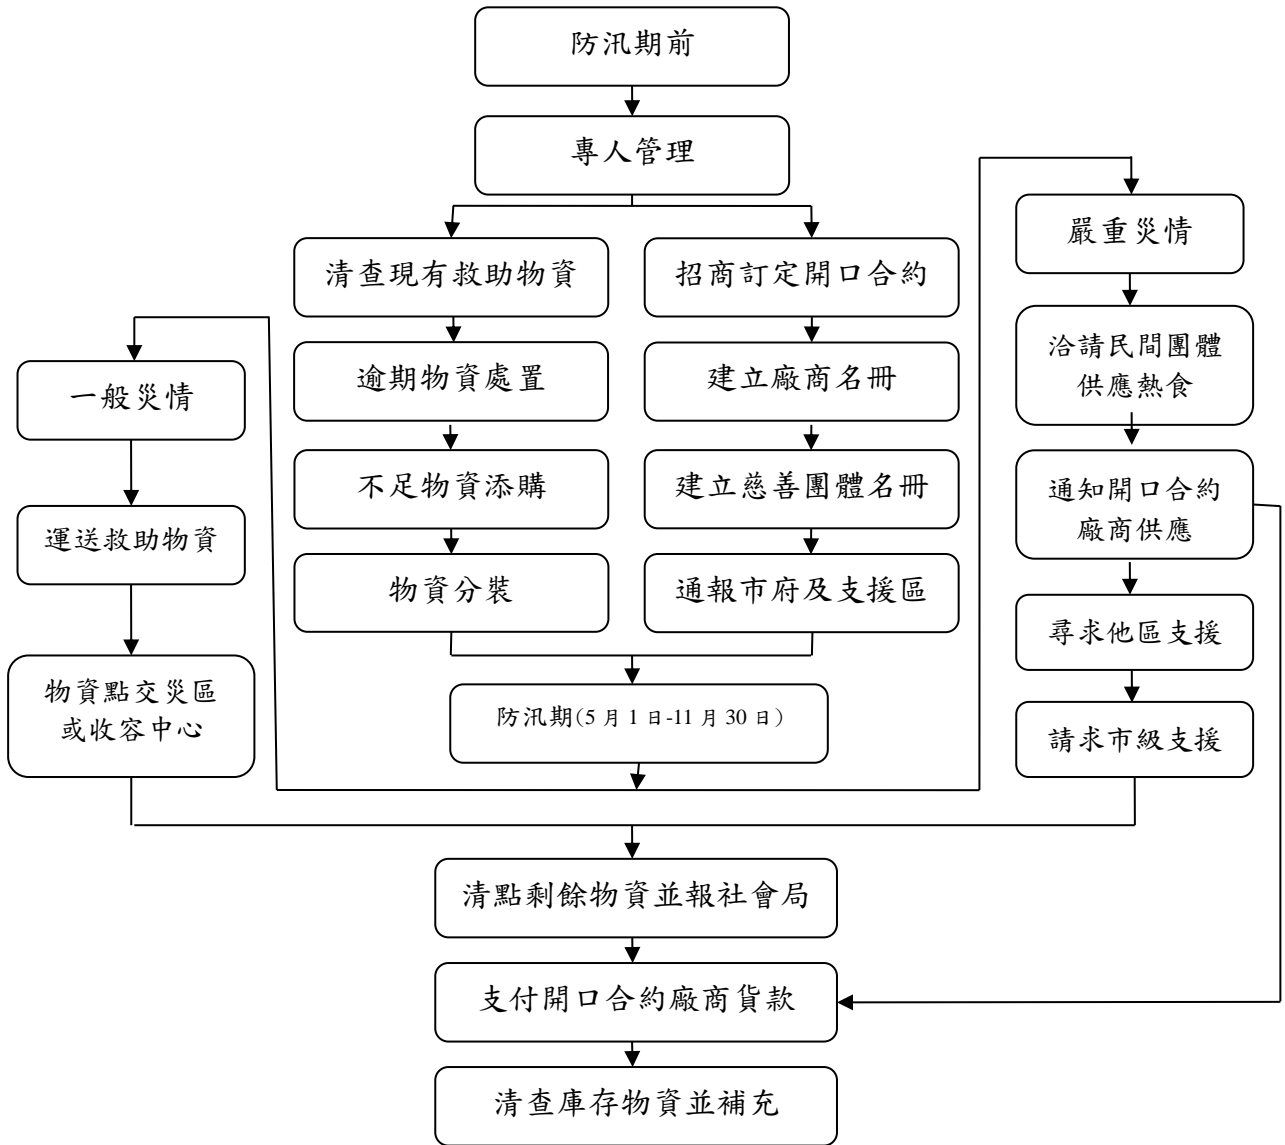 防汛期前
專人管理
清查現有救助物資
逾期物資處置
不足物資添購
物資分裝
招商訂定開口合約
建立廠商名冊
建立慈善團體名冊
通報市府及支援區
防汛期(5 月 1 日-11 月 30 日)
一般災情
運送救助物資
物資點交災區
或收容中心
嚴重災情
洽請民間團體
供應熱食
通知開口合約
廠商供應
尋求他區支援
請求市級支援
清點剩餘物資並報社會局
支付開口合約廠商貨款
清查庫存物資並補充